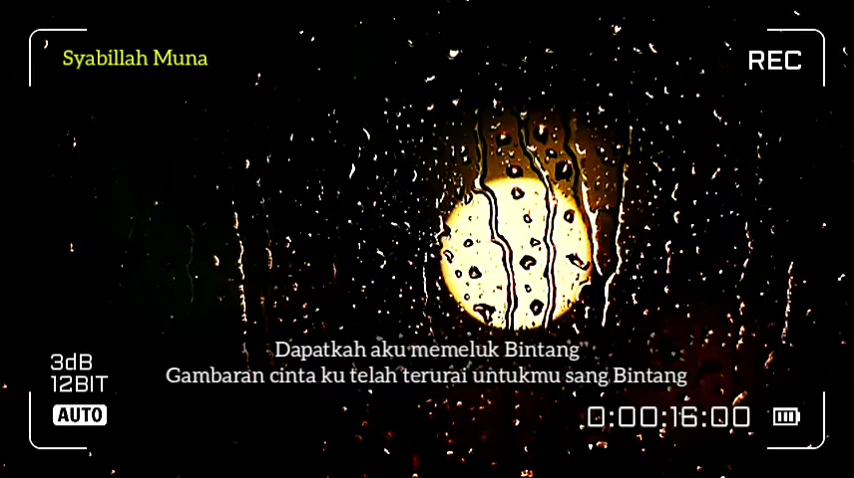 Syabillah Muna
REC
Dapatkah aku memeluk Bintang
Gambaran cinta ku telah terurai untukmu sang Bintang
3dB
12BIT
AUTO
0:00:16:00